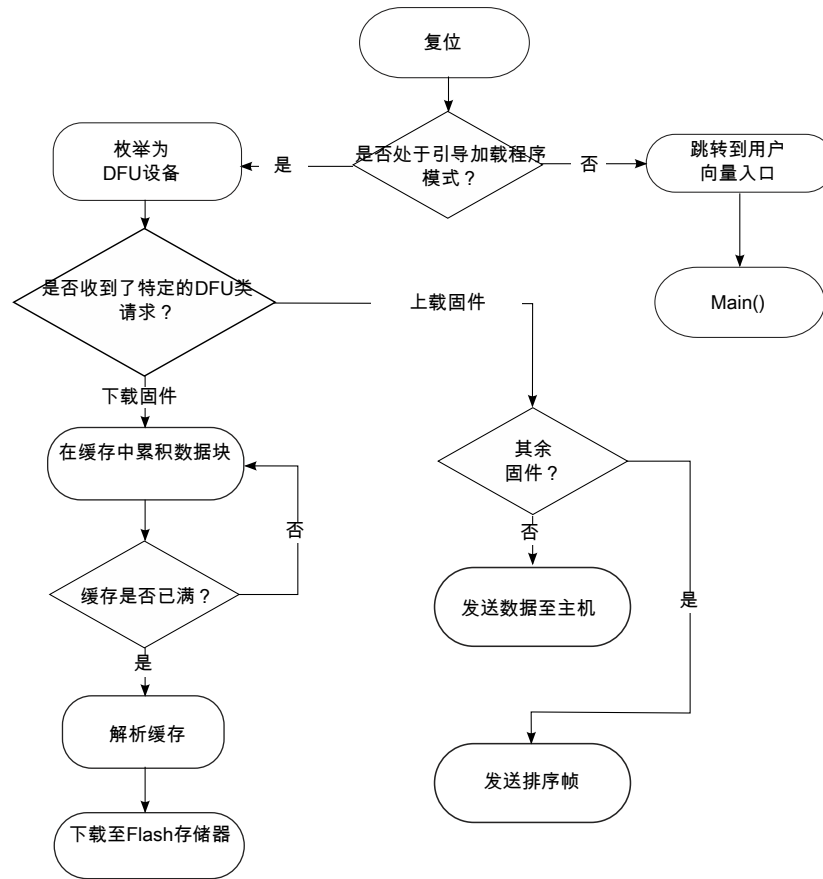 复位
是否处于引导加载程序
模式？
是
否
枚举为
DFU设备
跳转到用户
向量入口
Main()
是否收到了特定的DFU类
请求？
上载固件
下载固件
在缓存中累积数据块
其余
固件？
否
否
是
缓存是否已满？
发送数据至主机
是
解析缓存
发送排序帧
下载至Flash存储器